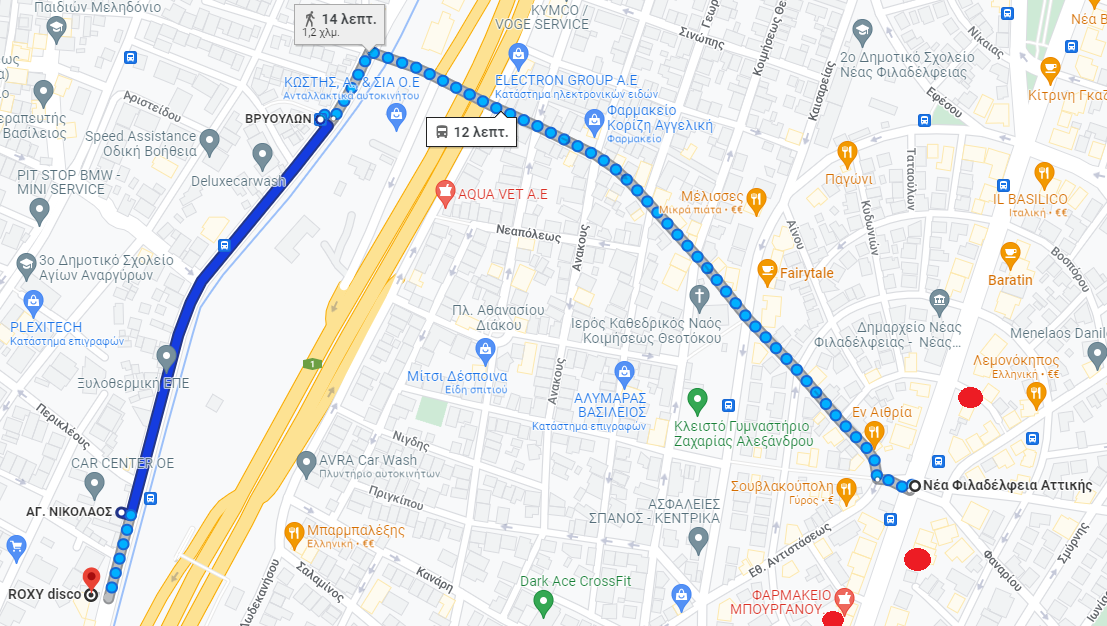 Παιδιών Μεληδόνιο
KYMCO
VOGE SERVICE
14 λεπτ.
1,2 χλμ.
Σινώπης
Καισαρείας
Κοιμήσεως Θεοτ
2ο Δημοτικό Σχολείο
Νέας Φιλαδέλφειας
Νικαίας
Νέα Β
Κίτρινη Γκαζ
Εφέσου
ΚΩΣΤΗΣ, ΑΣ & ΣΙΑ Ο.Ε
Ανταλλακτικά αυτοκινήτου
ELECTRON GROUP A.E
Κατάστημα ηλεκτρονικών ειδών
Αριστείδου
ΒΡΥΟΥΛΩΝ
12 λεπτ.
Φαρμακείο
Κορίζη Αγγελική
Φαρμακείο
εραπευτής
Βασίλειος
Speed Assistance
Οδική Βοήθεια
Deluxecarwash
PIT STOP BMW -
MINI SERVICE
AQUA VET A.E
Μέλισσες
Μικρά πιάτα • €€
Παγώνι
Ταταούλων
Κυδωνιών
Αίνου
IL BASILICO
Ιταλική • €€
Νεαπόλεως
Ανακους
Βοσπόρου
3ο Δημοτικό Σχολείο
Αγίων Αναργύρων
Fairytale
Baratin
PLEXITECH
Κατάστημα επιγραφών
Πλ. Αθανασίου
Διάκου
Ιερός Καθεδρικός Ναός
Κοιμήσεως Θεοτόκου
Δημαρχείο Νέας
Φιλαδέλφειας - Νέας...
Menelaos Danil
1
Λεμονόκηπος
Ελληνική • €€
Ξυλοθερμική ΕΠΕ
Μίτσι Δέσποινα
Είδη σπιτιού
Ανακους
ΑΛΥΜΑΡΑΣ
ΒΑΣΙΛΕΙΟΣ
Κατάστημα επιγραφών
Κλειστό Γυμναστήριο
Ζαχαρίας Αλεξάνδρου
Εν Αιθρία
Περικλέους
Νιγδης
CAR CENTER OE
AVRA Car Wash
Πλυντήριο αυτοκινήτων
Πριγκίπου
Σουβλακούπολη
Γύρος • €
Νέα Φιλαδέλφεια Αττικής
ΑΓ. ΝΙΚΟΛΑΟΣ
ΑΣΦΑΛΕΙΕΣ
ΣΠΑΝΟΣ - ΚΕΝΤΡΙΚΑ
Μπαρμπαλέξης
Ελληνική • €€
Εθ. Αντιστάσεως
Φαναρίου
Σμύρνης
ROXY disco
Δωδεκανήσου
Σαλαμίνος
Κανάρη
Dark Ace CrossFit
ΦΑΡΜΑΚΕΙΟ
ΜΠΟΥΡΓΑΝΟΥ